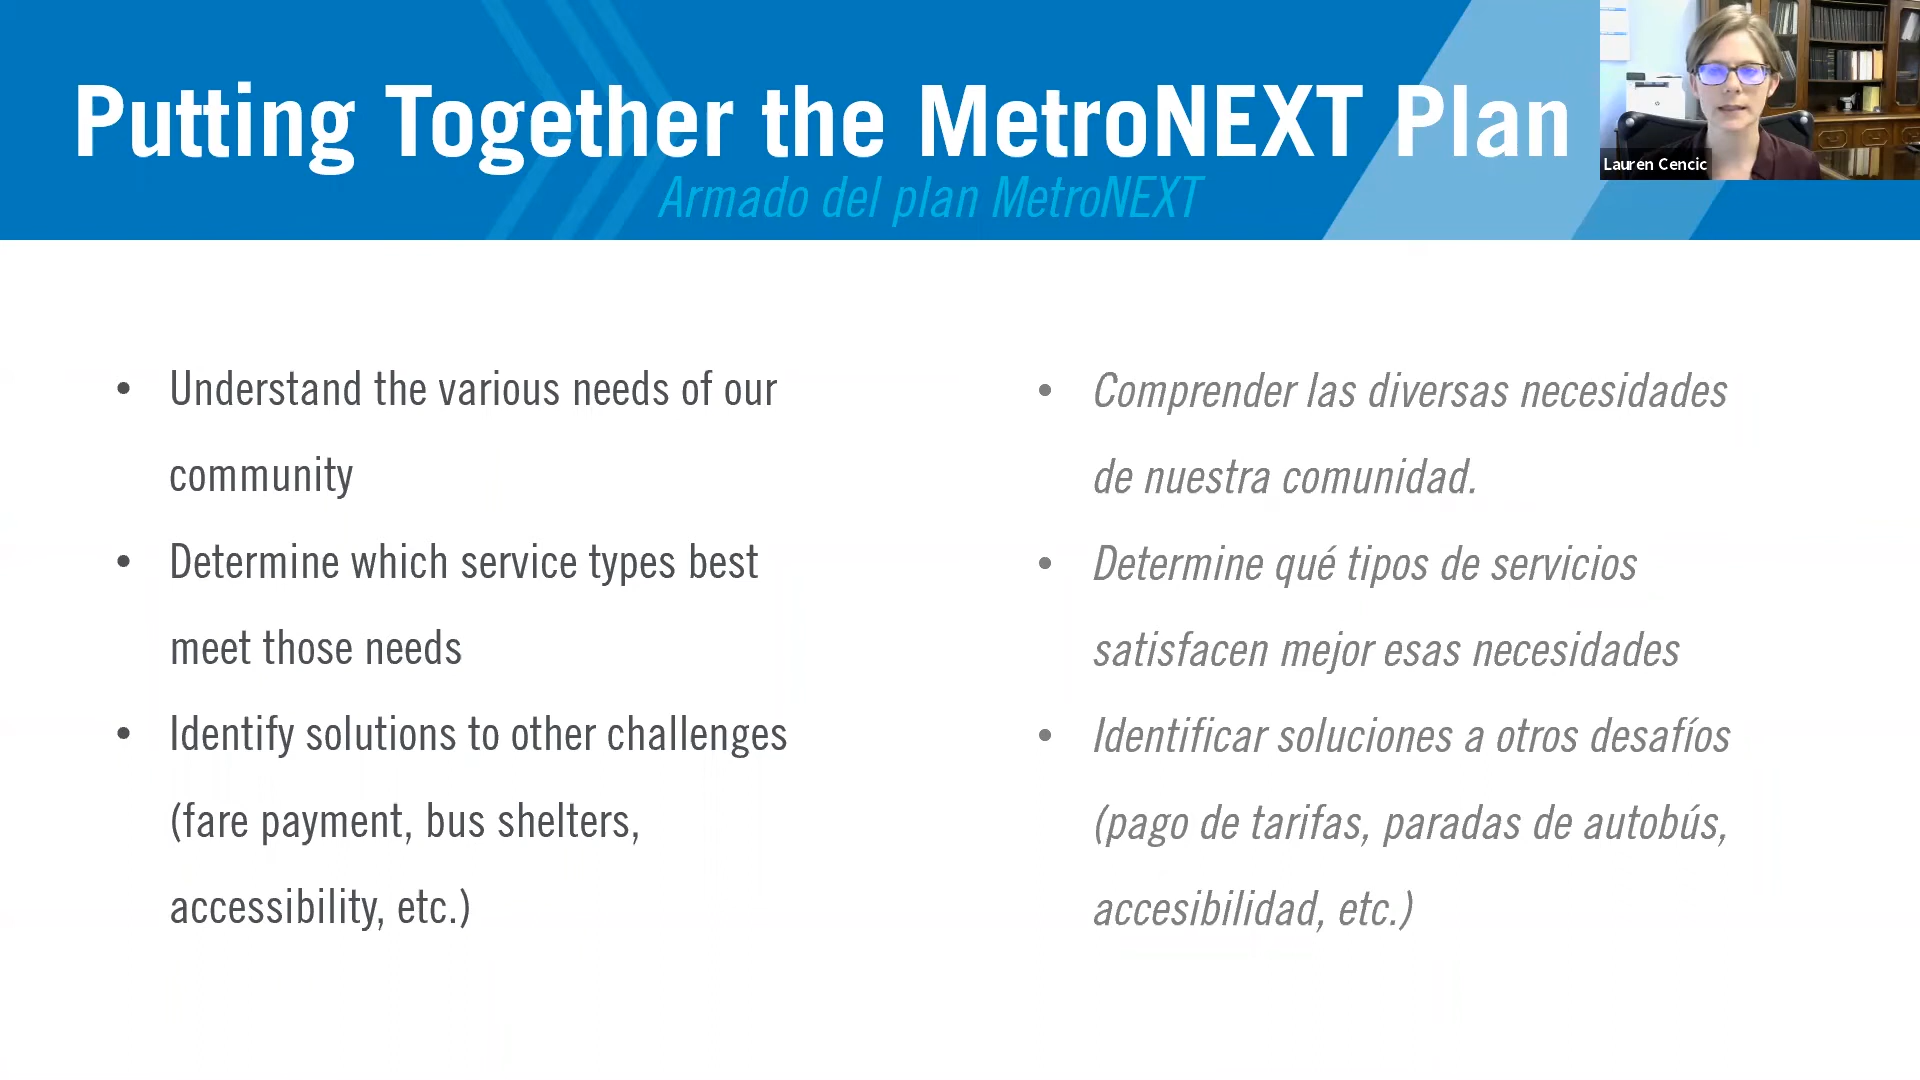 Putting Together the MetroNEXT Plan
Armado del plan MetroNEXT
Lauren Cencic
• Understand the various needs of our
community
• Determine which service types best
meet those needs
• Identify solutions to other challenges
(fare payment, bus shelters,
accessibility, etc.)
• Comprender las diversas necesidades
de nuestra comunidad.
• Determine qué tipos de servicios
satisfacen mejor esas necesidades
• Identificar soluciones a otros desafíos
(pago de tarifas, paradas de autobús,
accesibilidad, etc.)